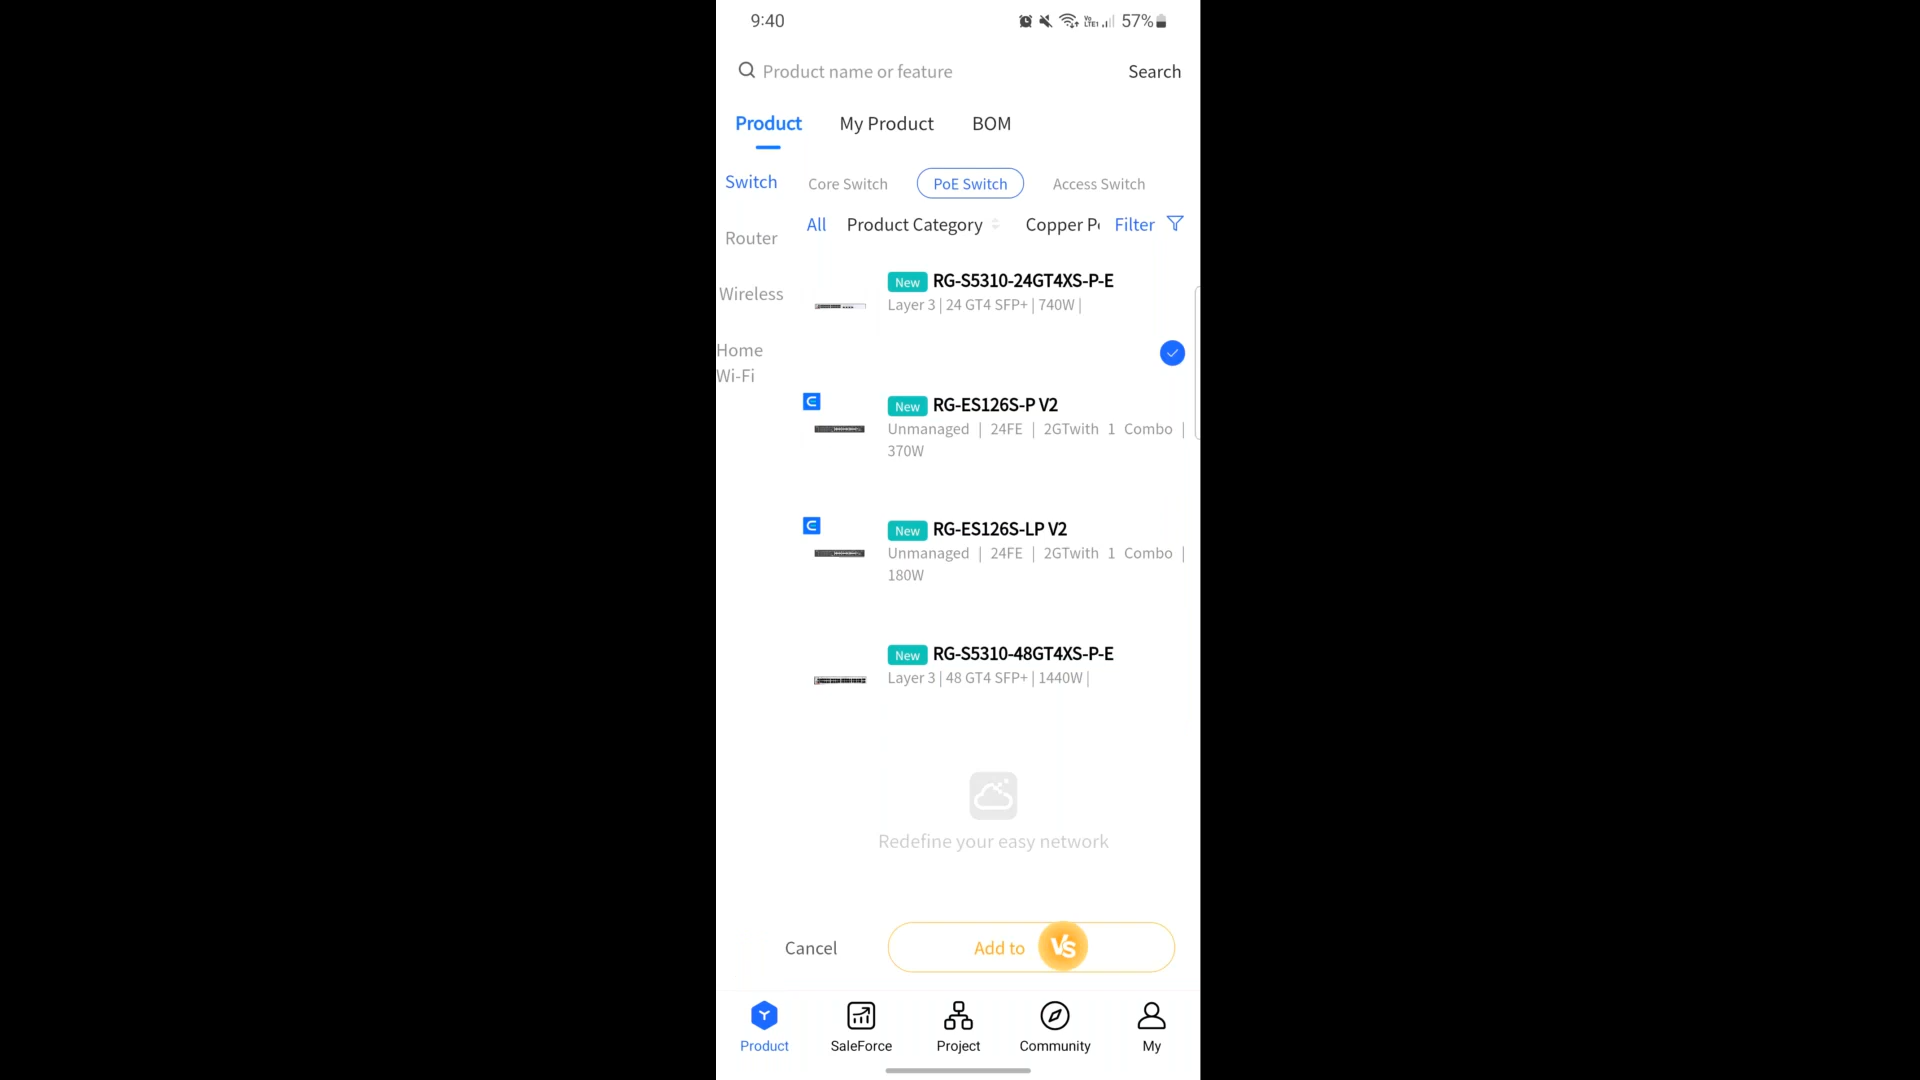 9:40
Vo LTE1
57%
Product name or feature
Search
Product
My Product
BOM
Switch
Core Switch
PoE Switch
Access Switch
All
Product Category
Copper P
Filter
Router
New RG-S5310-24GT4XS-P-E
Layer 3 | 24 GT4 SFP+ | 740W |
Wireless
Home
Wi-Fi
New RG-ES126S-P V2
Unmanaged | 24FE | 2GTwith 1 Combo |
370W
New RG-ES126S-LP V2
Unmanaged | 24FE | 2GTwith 1 Combo |
180W
New RG-S5310-48GT4XS-P-E
Layer 3 | 48 GT4 SFP+ | 1440W |
Redefine your easy network
Cancel
Add to VS
Product
SaleForce
Project
Community
My